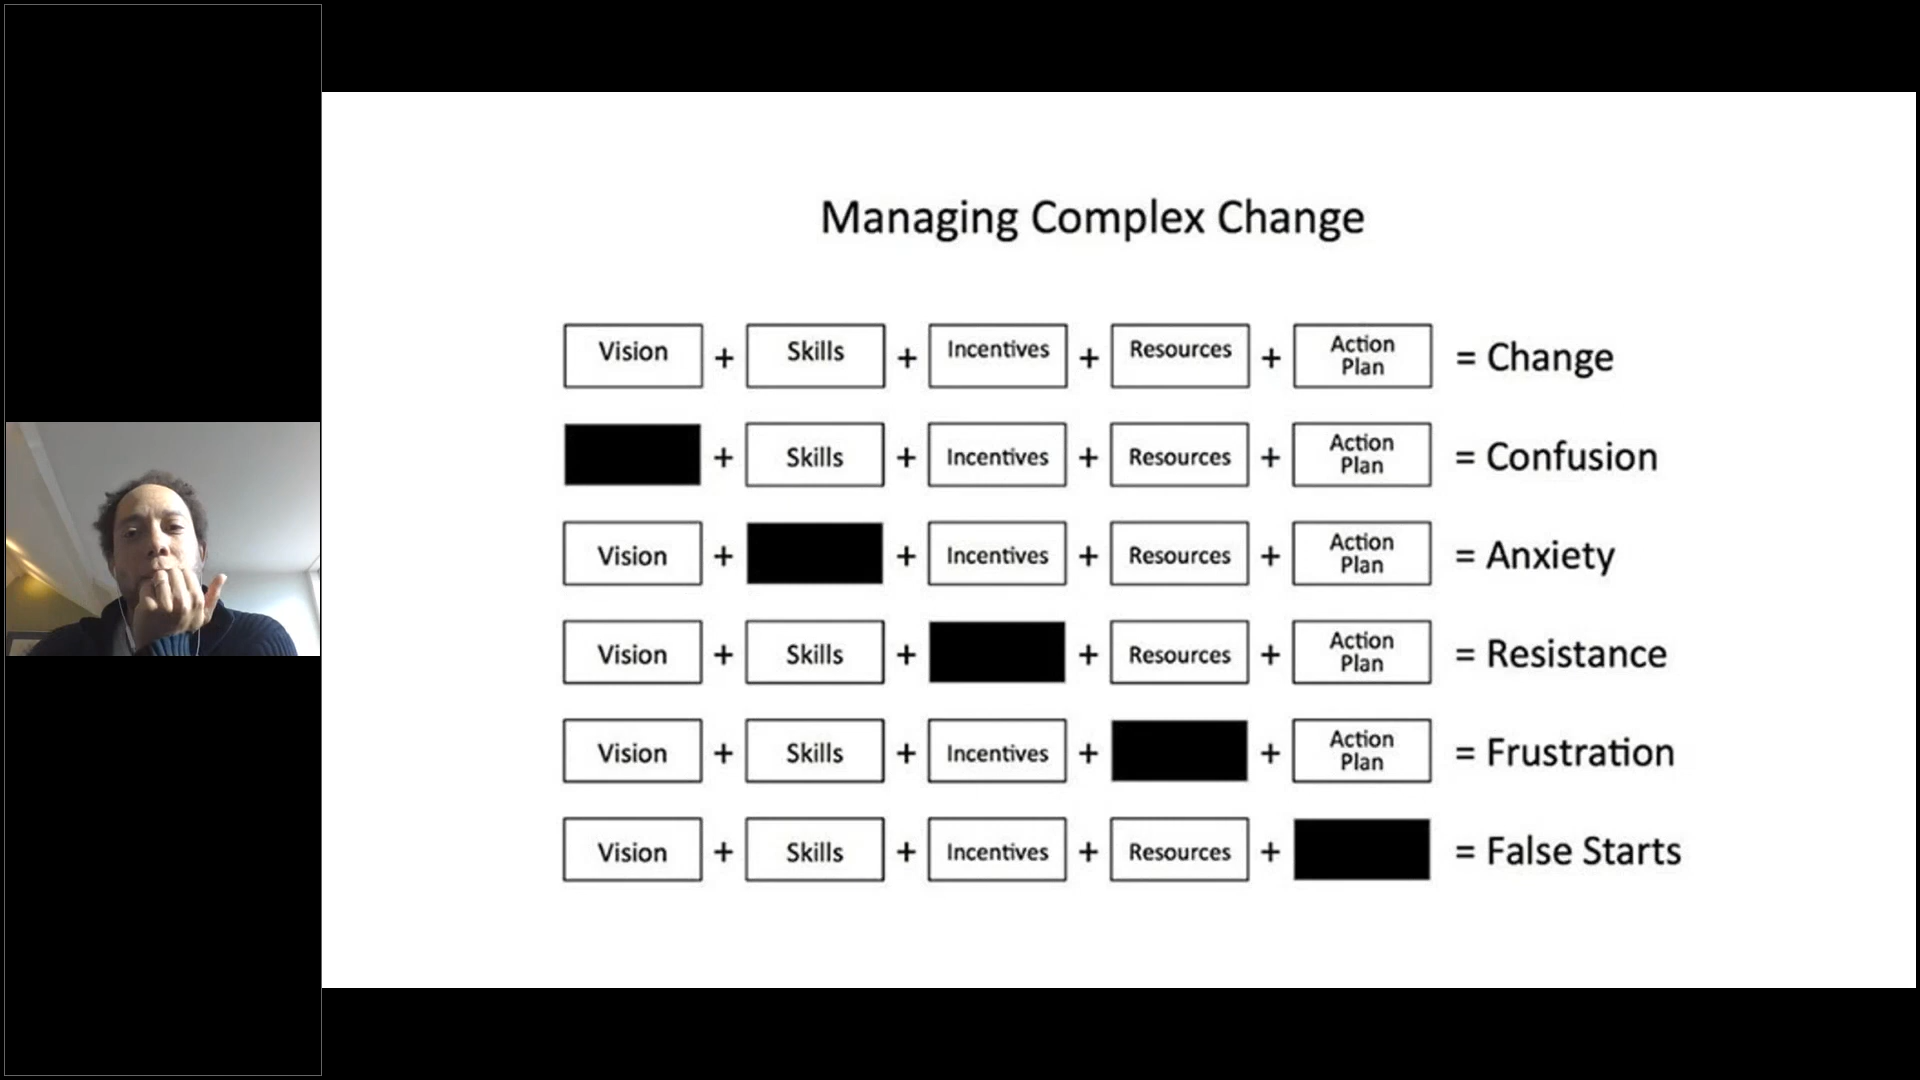 Managing Complex Change
Vision + Skills + Incentives + Resources + Action Plan = Change
+ Skills + Incentives + Resources + Action Plan = Confusion
Vision + + Incentives + Resources + Action Plan = Anxiety
Vision + Skills + + Resources + Action Plan = Resistance
Vision + Skills + Incentives + + Action Plan = Frustration
Vision + Skills + Incentives + Resources + = False Starts